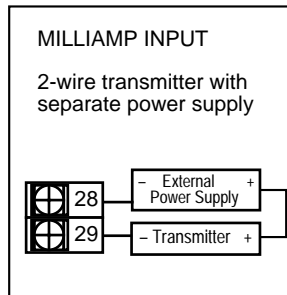 MILLIAMP INPUT
2-wire transmitter with
separate power supply
– External +
Power Supply
28
29
– Transmitter +